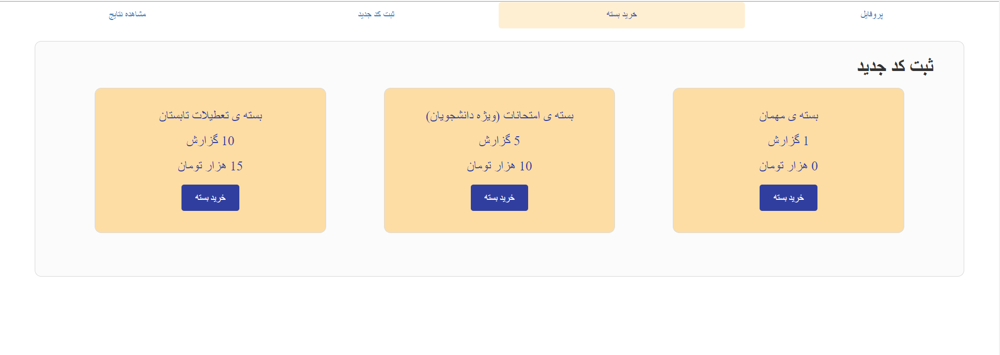 پروفایل
خرید بسته
ثبت کد جدید
مشاهده نتایج
ثبت کد جدید
بسته ی مهمان
1 گزارش
0 هزار تومان
خرید بسته
بسته ی امتحانات (ویژه دانشجویان)
5 گزارش
10 هزار تومان
خرید بسته
بسته ی تعطیلات تابستان
10 گزارش
15 هزار تومان
خرید بسته